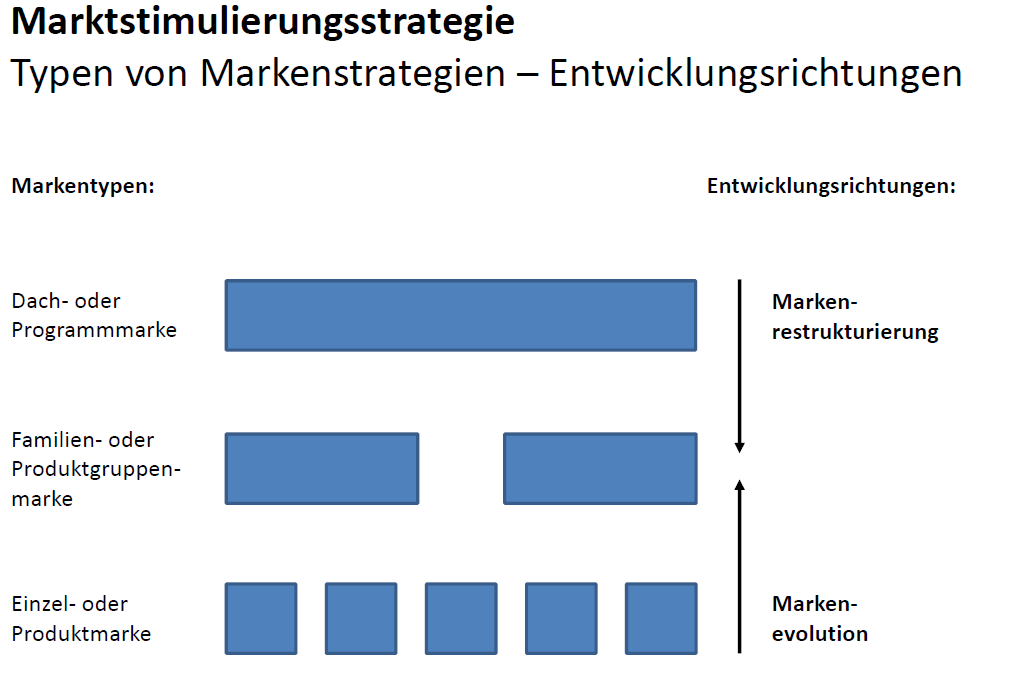 Marktstimulierungsstrategie
Typen von Markenstrategien – Entwicklungsrichtungen
Markentypen:
Entwicklungsrichtungen:
Dach- oder
Programmmarke
Marken-
restrukturierung
Familien- oder
Produktgruppen-
marke
Einzel- oder
Produktmarke
Marken-
evolution